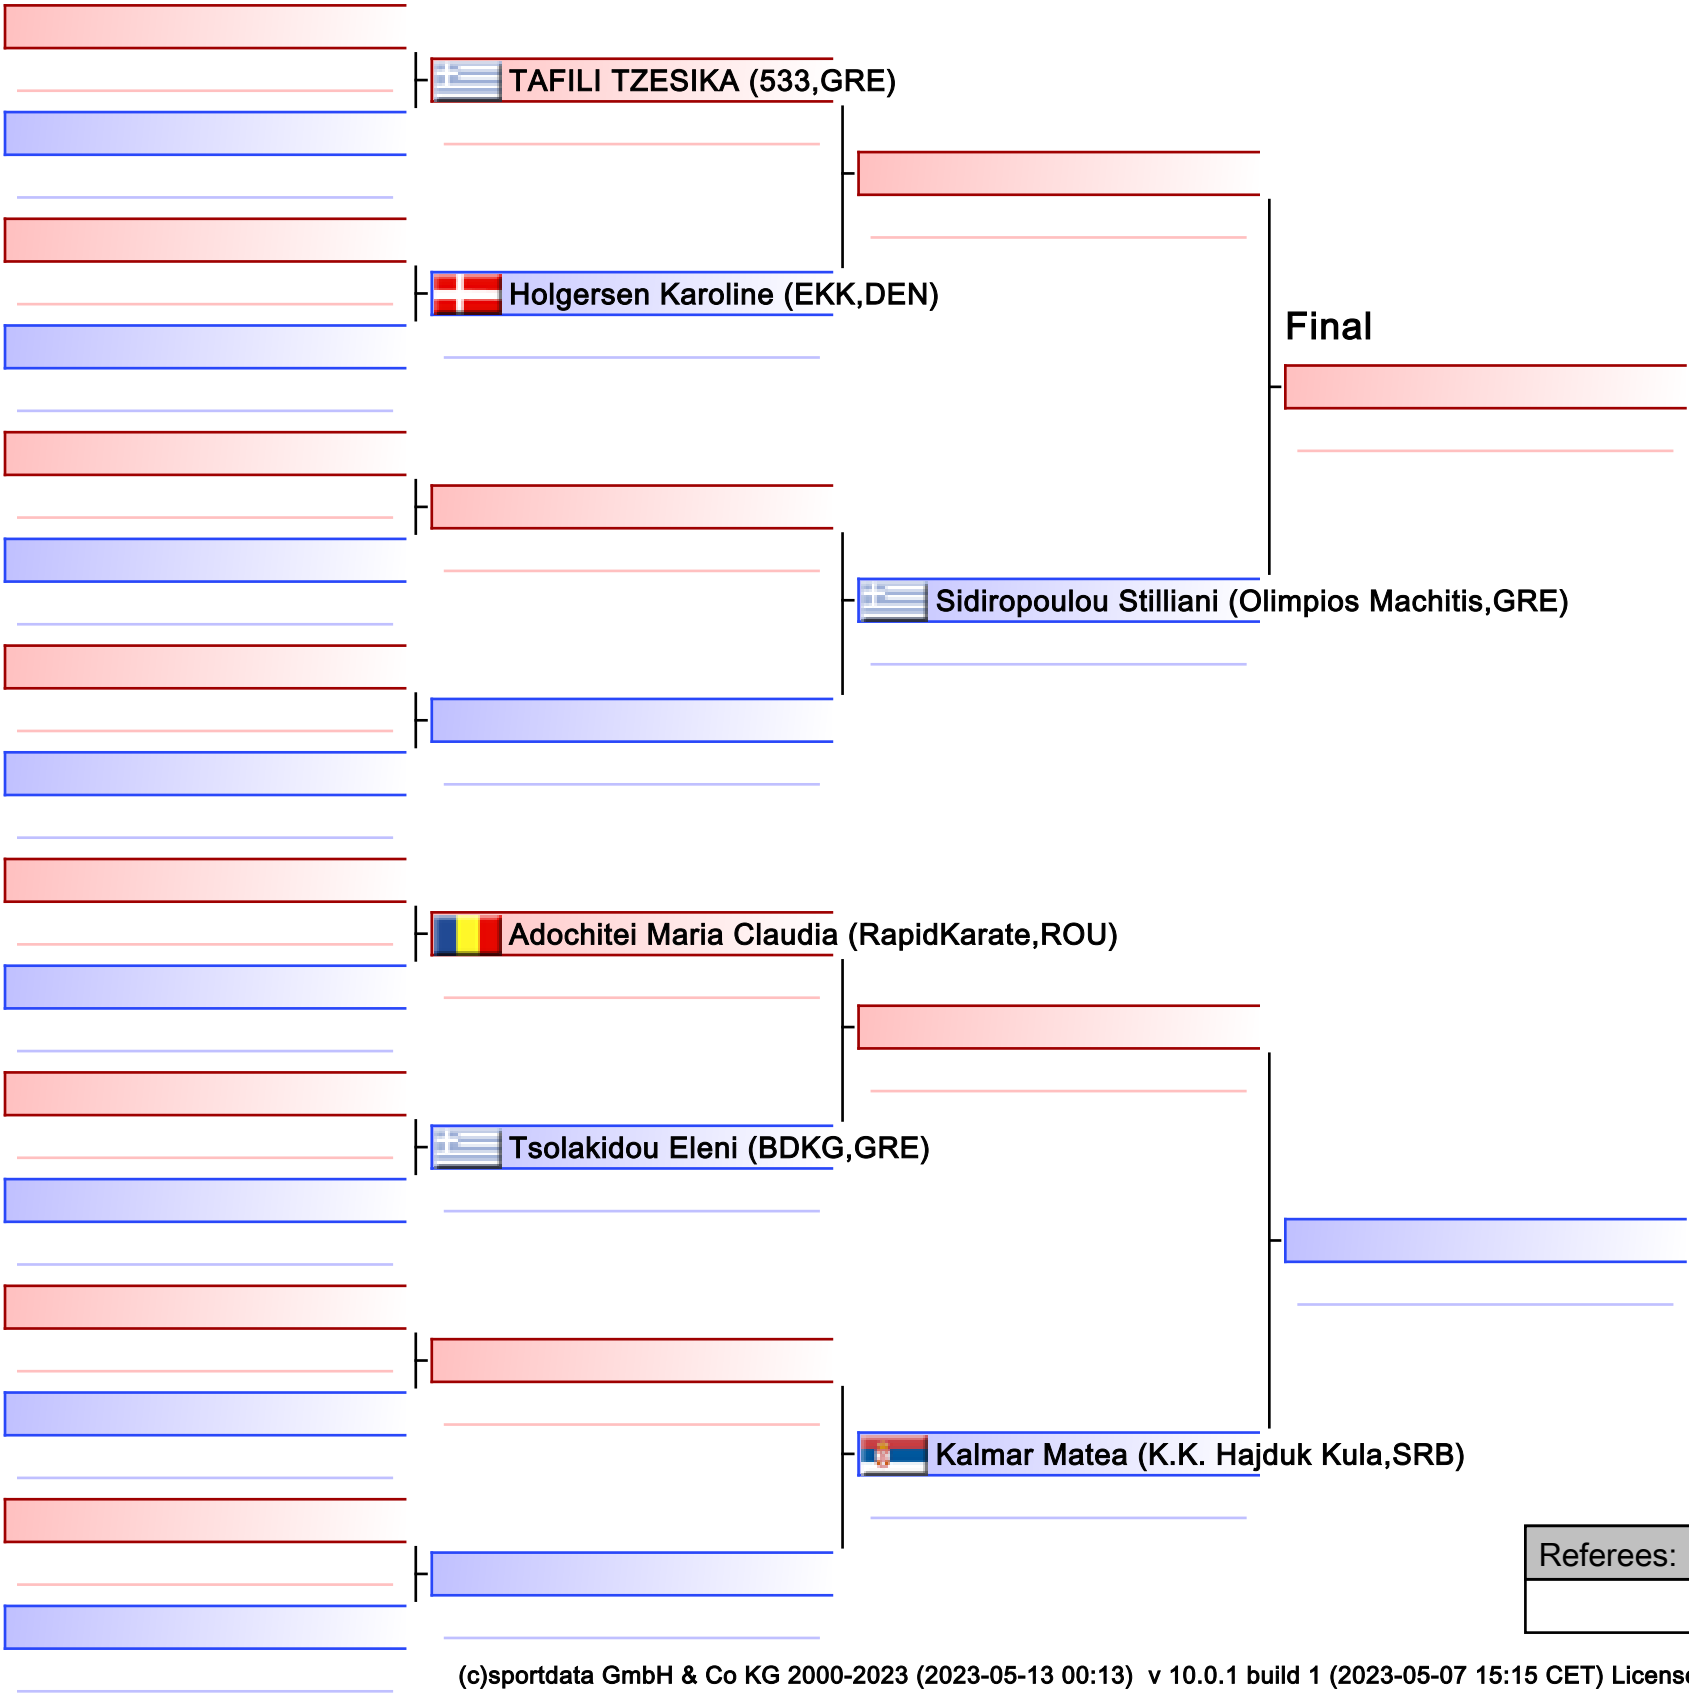 TAFILI TZESIKA (533,GRE)
Holgersen Karoline (EKK,DEN)
Final
Sidiropoulou Stilliani (Olimpios Machitis,GRE)
Adochitei Maria Claudia (RapidKarate,ROU)
Tsolakidou Eleni (BDKG,GRE)
Kalmar Matea (K.K. Hajduk Kula,SRB)
Referees:
(c)sportdata GmbH & Co KG 2000-2023 (2023-05-13 00:13)  v 10.0.1 build 1 (2023-05-07 15:15 CET) License